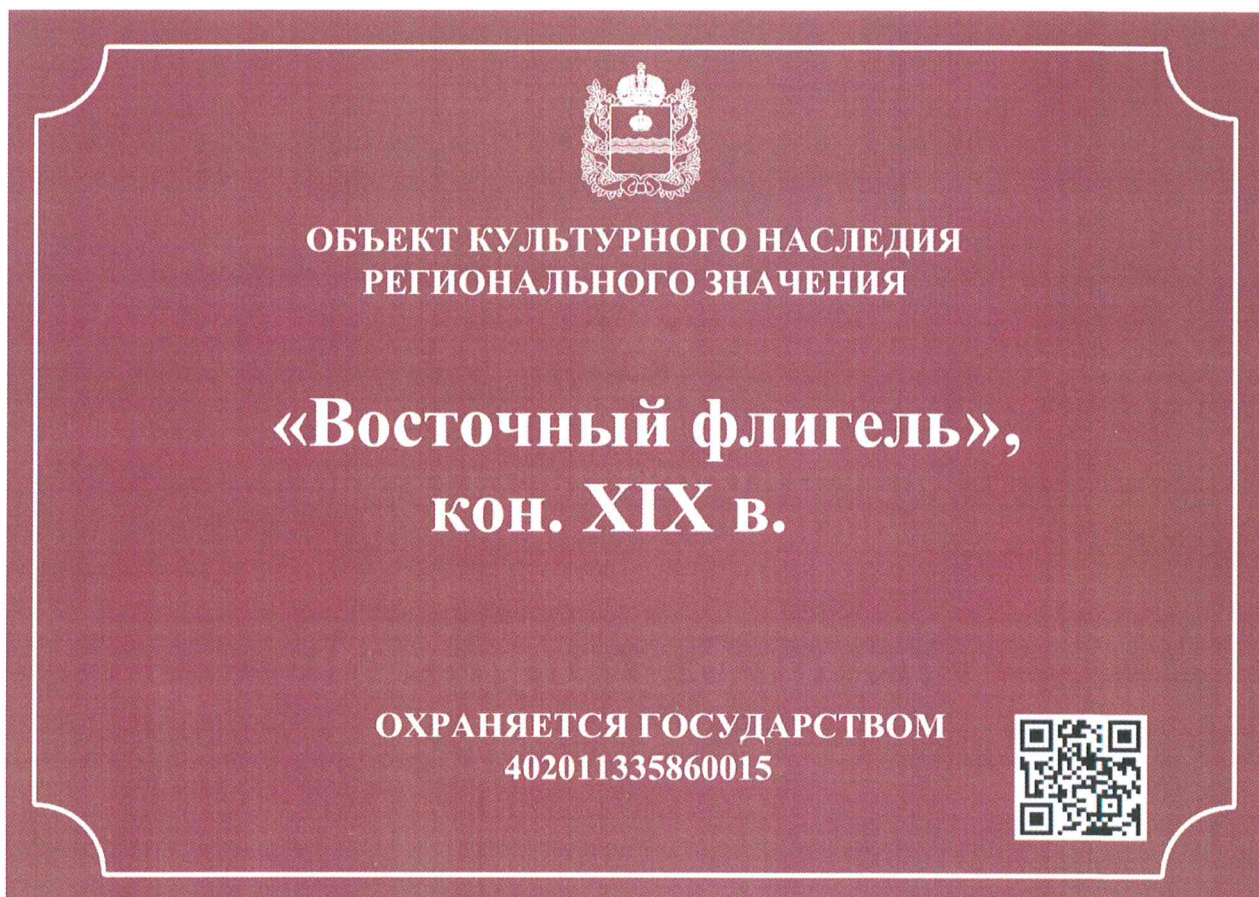 ОБЪЕКТ КУЛЬТУРНОГО НАСЛЕДИЯ
РЕГИОНАЛЬНОГО ЗНАЧЕНИЯ
«Восточный флигель»,
кон. XIX в.
ОХРАНЯЕТСЯ ГОСУДАРСТВОМ
402011335860015